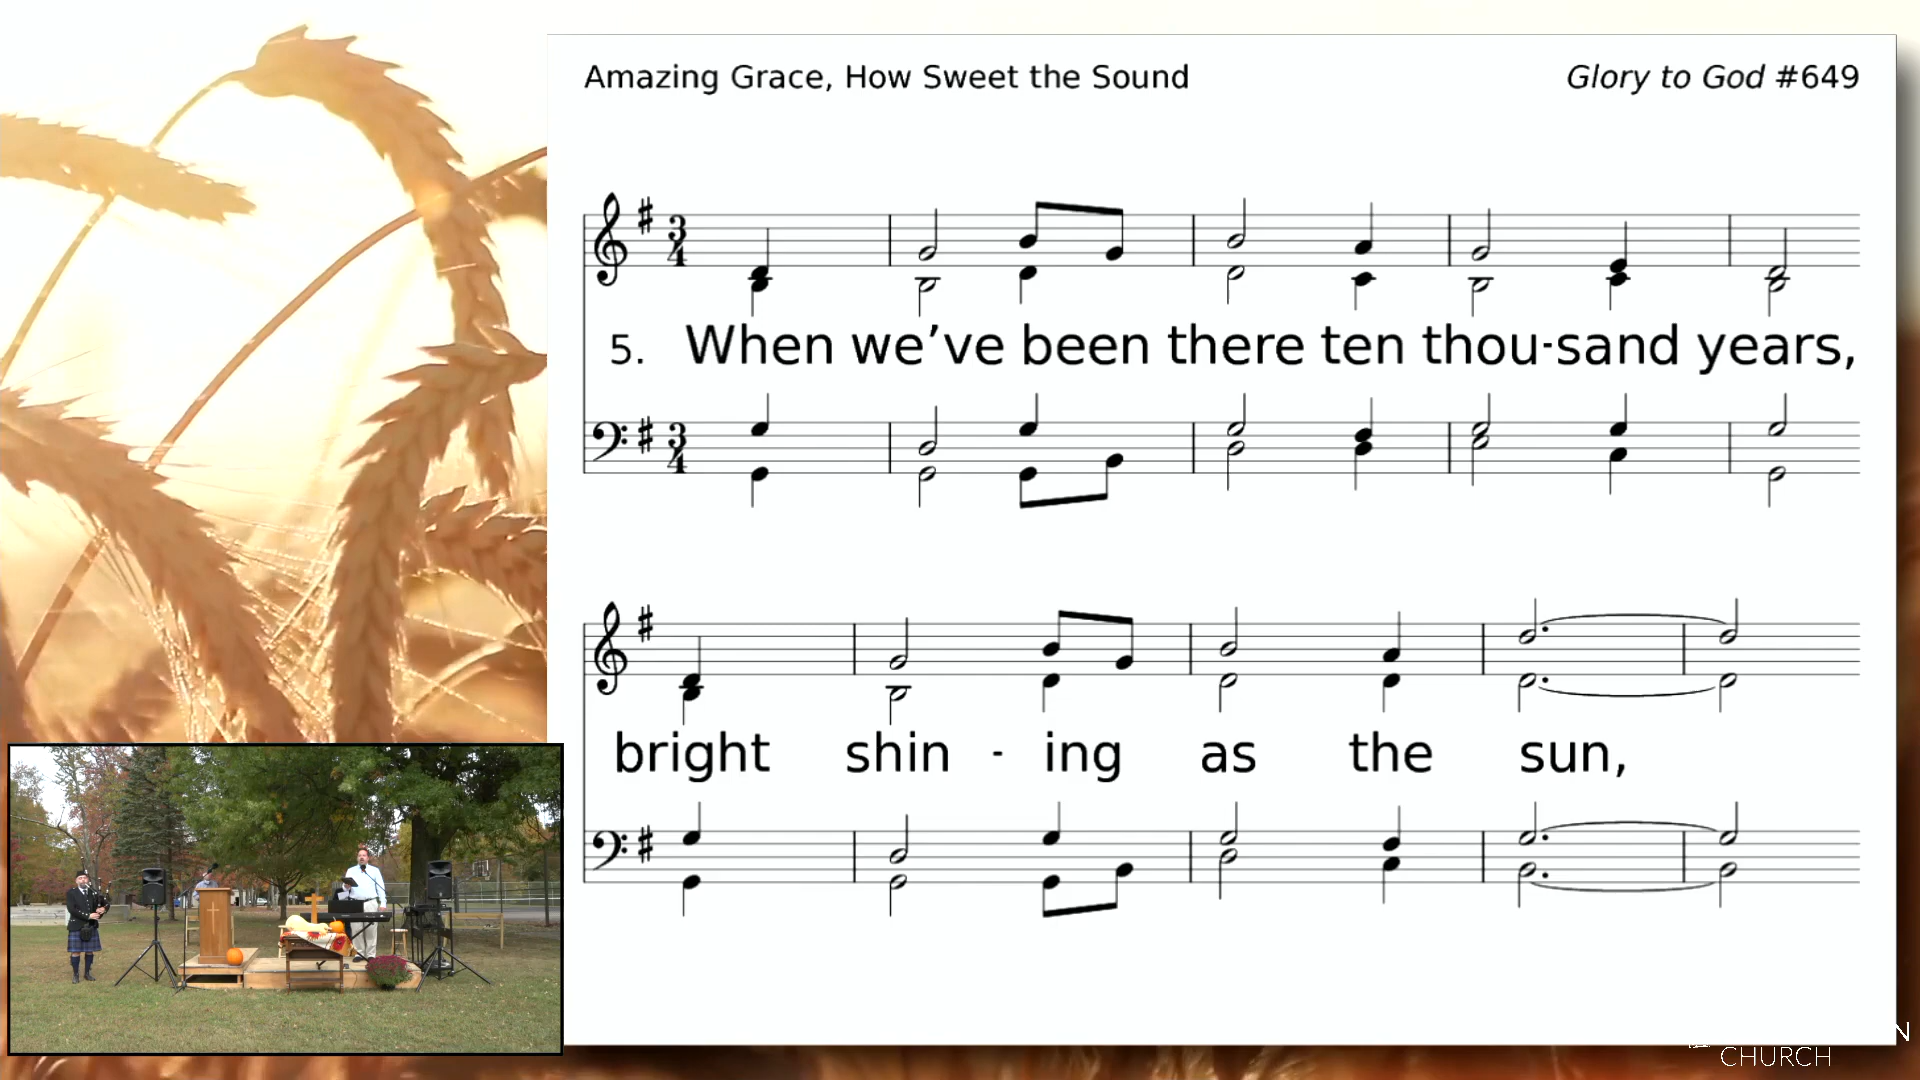 Amazing Grace, How Sweet the Sound
Glory to God #649
5. When we’ve been there ten thou-sand years,
bright shin - ing as the sun,
CHURCH